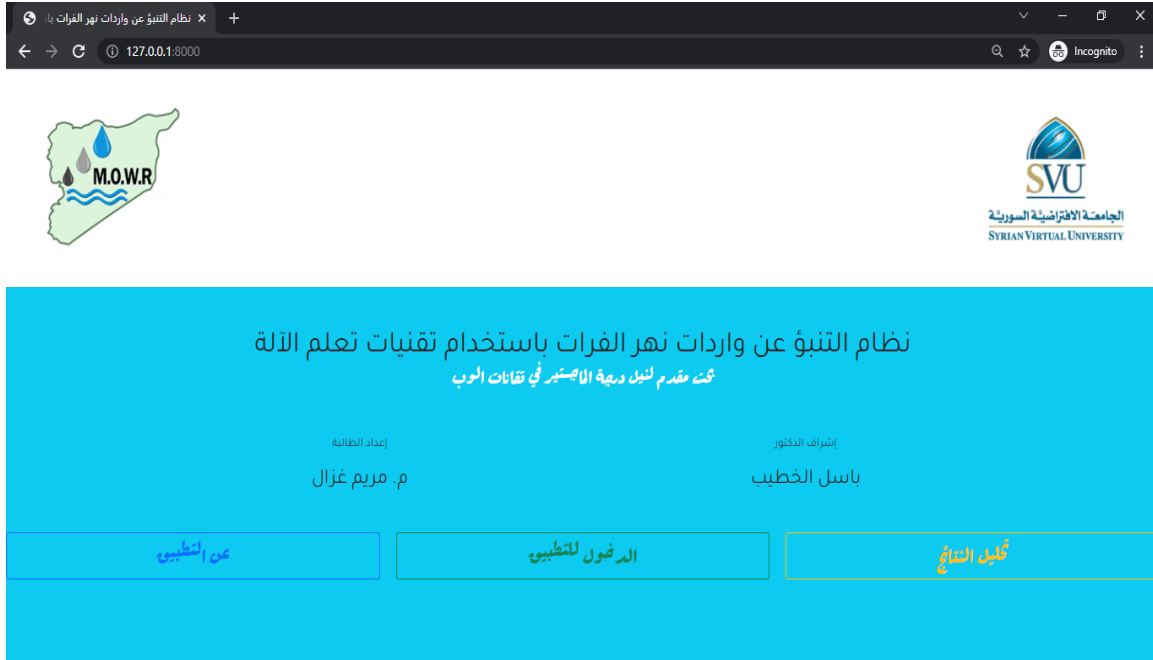 نظام التنبؤ عن واردات نهر الفرات با
127.0.0.1:8000
Incognito
M.O.W.R
SVU
الجامعة الافتراضية السورية
SYRIAN VIRTUAL UNIVERSITY
نظام التنبؤ عن واردات نهر الفرات باستخدام تقنيات تعلم الآلة
بحث مقدم لنيل درجة الماجستير في تقانات الوب
إشراف الدكتور
إعداد الطالبة
باسل الخطيب
م. مريم غزال
تحليل النتائج
الدخول للتطبيق
عن التطبيق